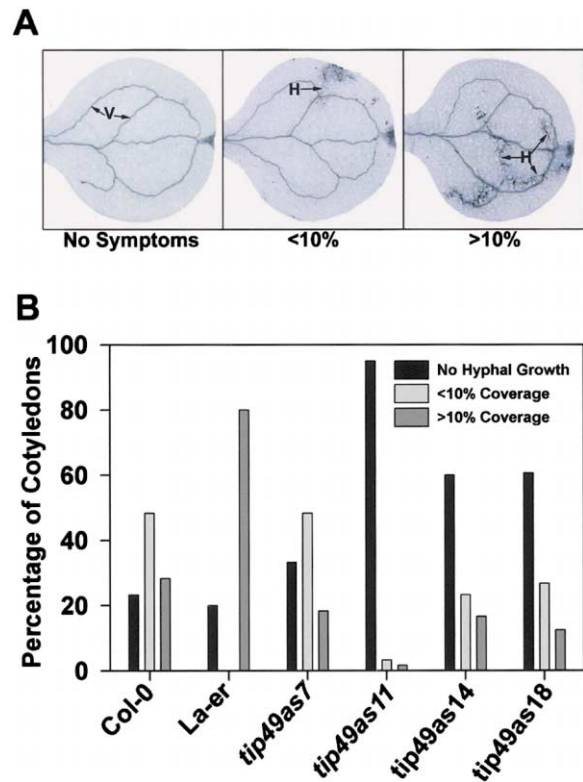 A
V
H
H
No Symptoms
<10%
>10%
B
Percentage of Cotyledons
100
80
60
40
20
0
No Hyphal Growth
<10% Coverage
>10% Coverage
Col-0
La-er
tip49as7
tip49as11
tip49as14
tip49as18